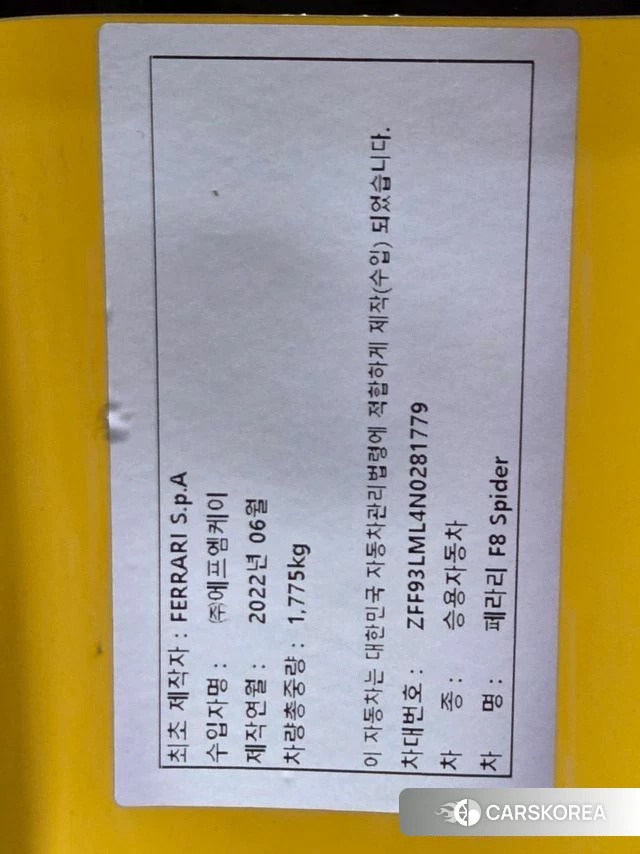 최초 제작자 : FERRARI S.p.A
수입자명 : ㈜에프엠케이
제작연월 : 2022년 06월
차량총중량 : 1,775kg
이 자동차는 대한민국 자동차관리법령에 적합하게 제작(수입) 되었습니다.
차대번호 : ZFF93LML4N0281779
차 종 : 승용자동차
차 명 : 페라리 F8 Spider
CARSKOREA